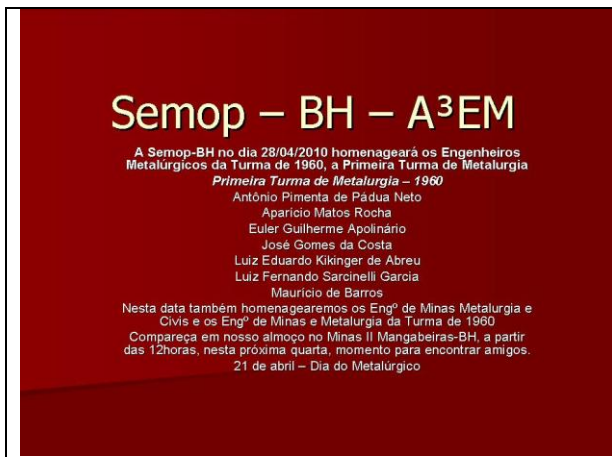 Semop – BH – A³EM
A Semop-BH no dia 28/04/2010 homenageará os Engenheiros
Metalúrgicos da Turma de 1960, a Primeira Turma de Metalurgia
Primeira Turma de Metalurgia – 1960
Antônio Pimenta de Pádua Neto
Aparício Matos Rocha
Euler Guilherme Apolinário
José Gomes da Costa
Luiz Eduardo Kikinger de Abreu
Luiz Fernando Sarcinelli Garcia
Maurício de Barros
Nesta data também homenagearemos os Engº de Minas Metalurgia e
Civis e os Engº de Minas e Metalurgia da Turma de 1960
Compareça em nosso almoço no Minas II Mangabeiras-BH, a partir
das 12horas, nesta próxima quarta, momento para encontrar amigos.
21 de abril – Dia do Metalúrgico